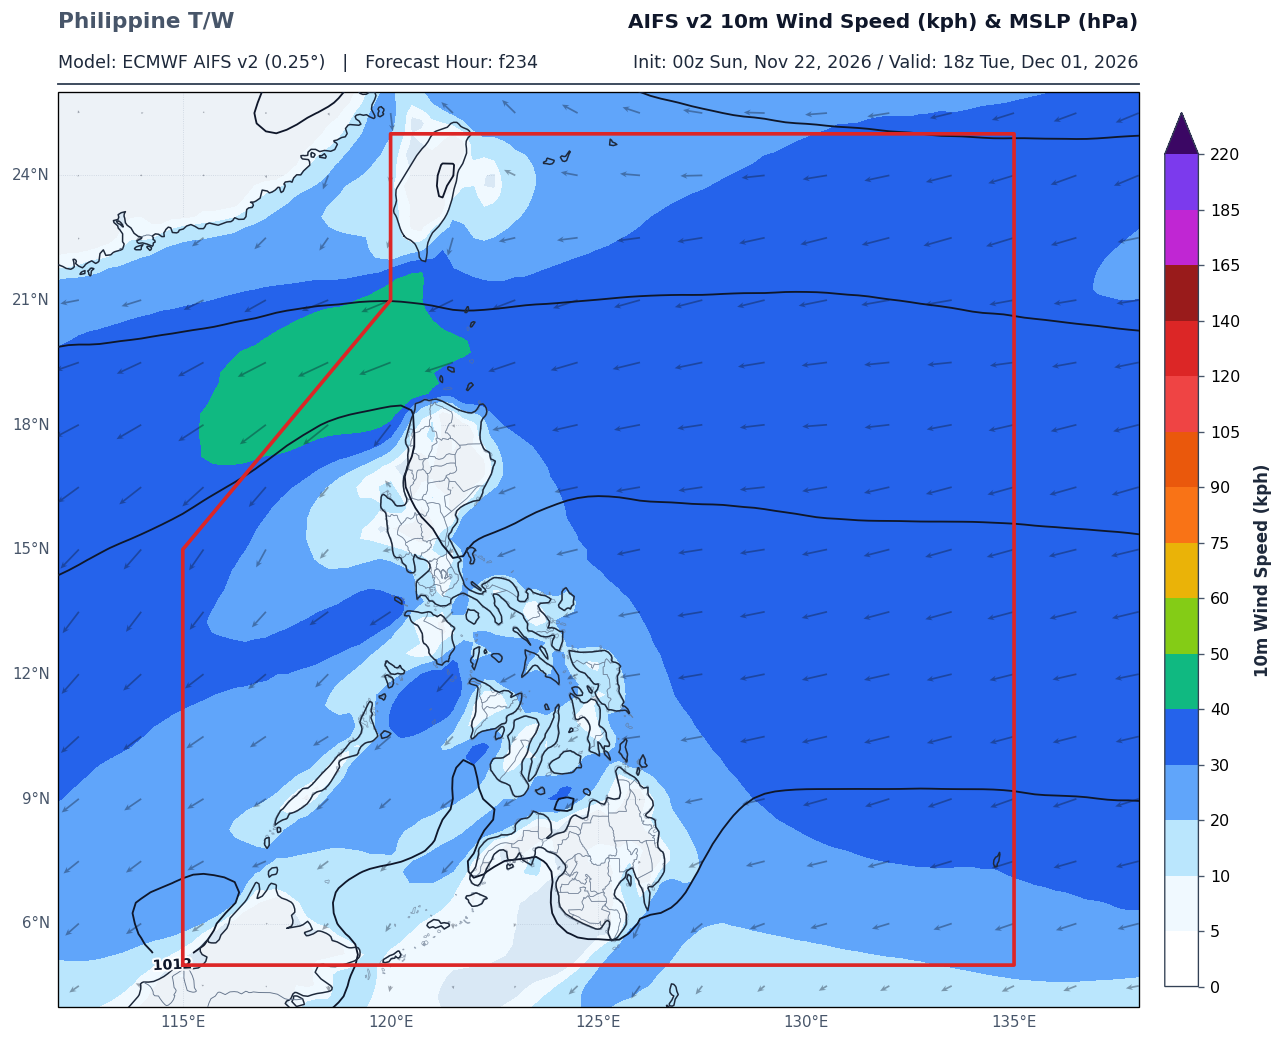 Philippine T/W
AIFS v2 10m Wind Speed (kph) & MSLP (hPa)
Model: ECMWF AIFS v2 (0.25°) | Forecast Hour: f234
Init: 00z Sun, Nov 22, 2026 / Valid: 18z Tue, Dec 01, 2026
24°N
21°N
18°N
15°N
12°N
9°N
6°N
1012
115°E
120°E
125°E
130°E
135°E
220
185
165
140
120
105
90
75
60
50
40
30
20
10
5
0
10m Wind Speed (kph)